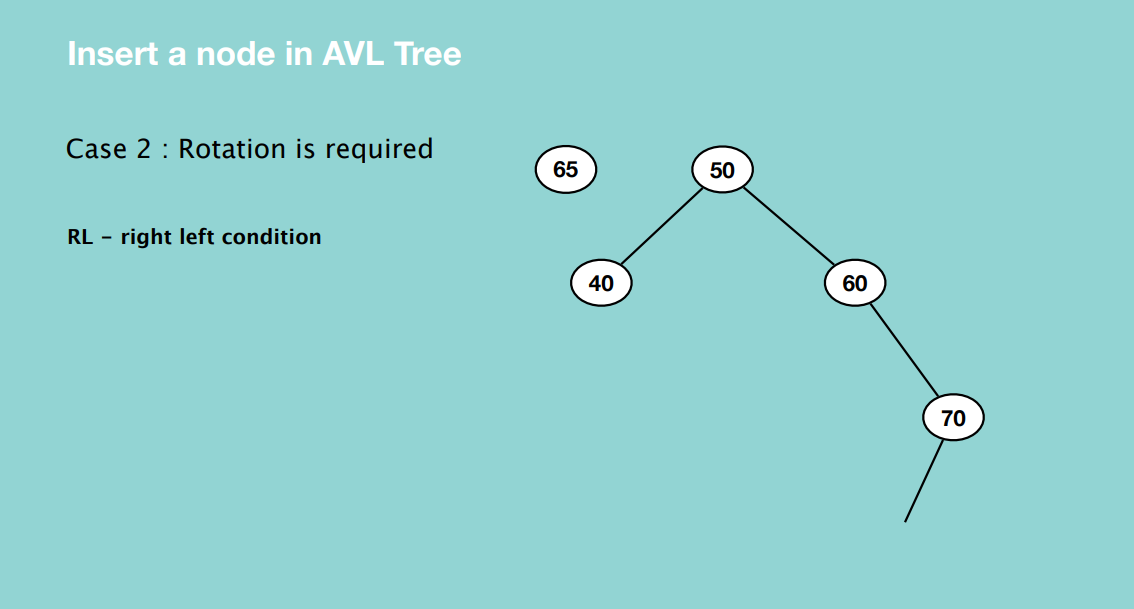 Insert a node in AVL Tree
Case 2 : Rotation is required
65
50
RL – right left condition
40
60
70